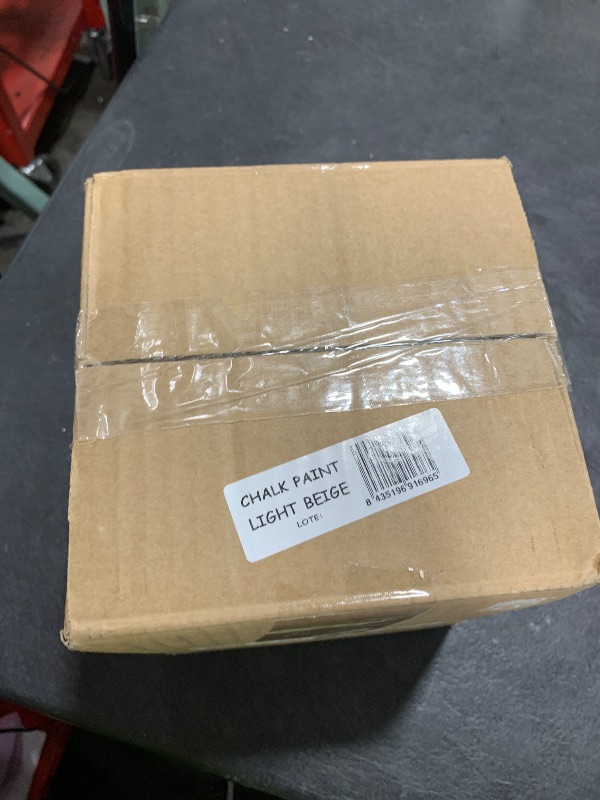 CHALK PAINT
LIGHT BEIGE
LOTE:
8 435196 916965